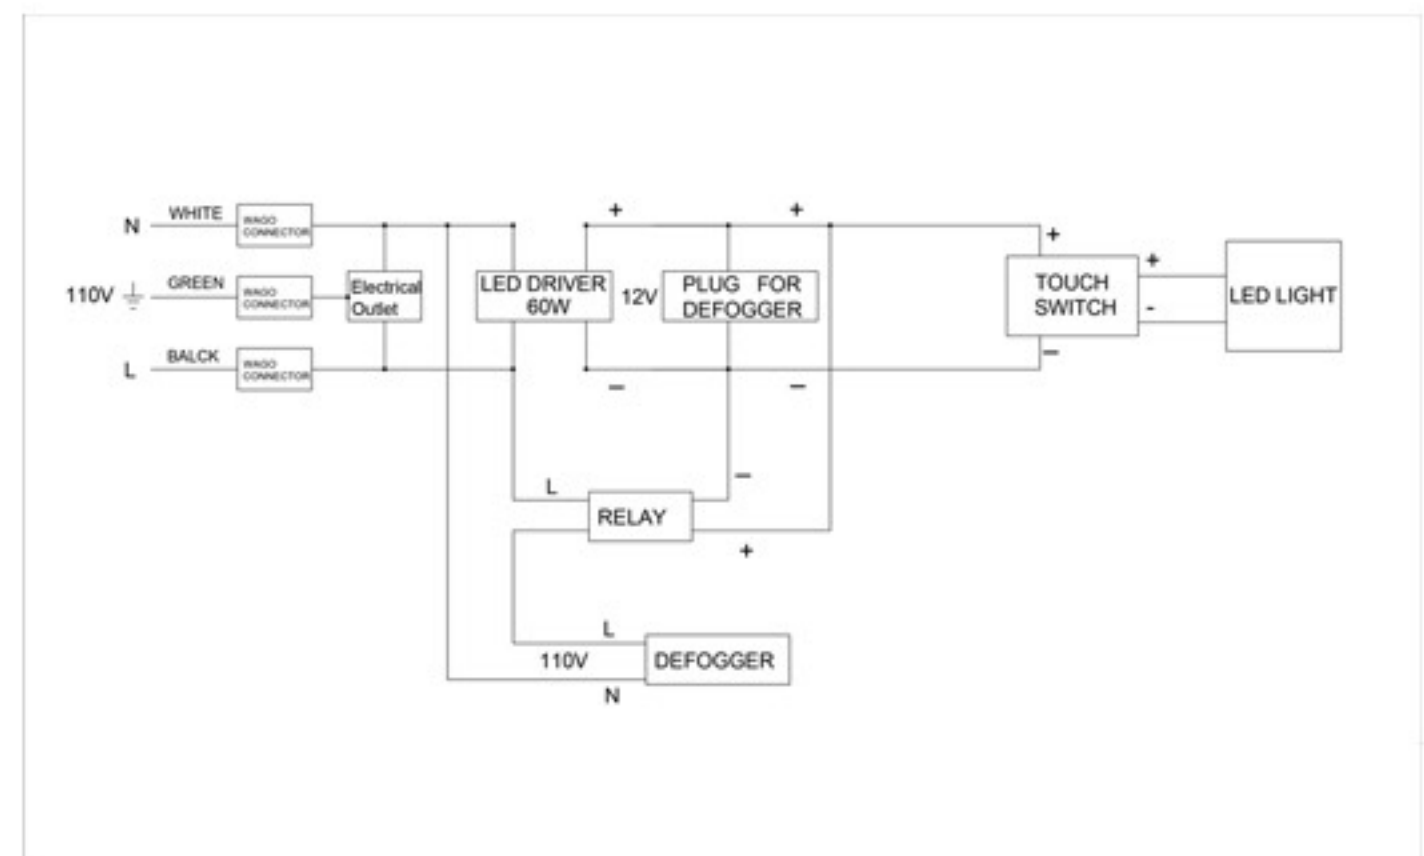 N
WHITE
WAGO
CONNECTOR
110V
GREEN
WAGO
CONNECTOR
L
BALCK
WAGO
CONNECTOR
Electrical
Outlet
LED DRIVER
60W
+
+
12V
PLUG FOR
DEFOGGER
–
–
+
TOUCH
SWITCH
–
+
-
LED LIGHT
L
RELAY
–
+
L
110V
N
DEFOGGER